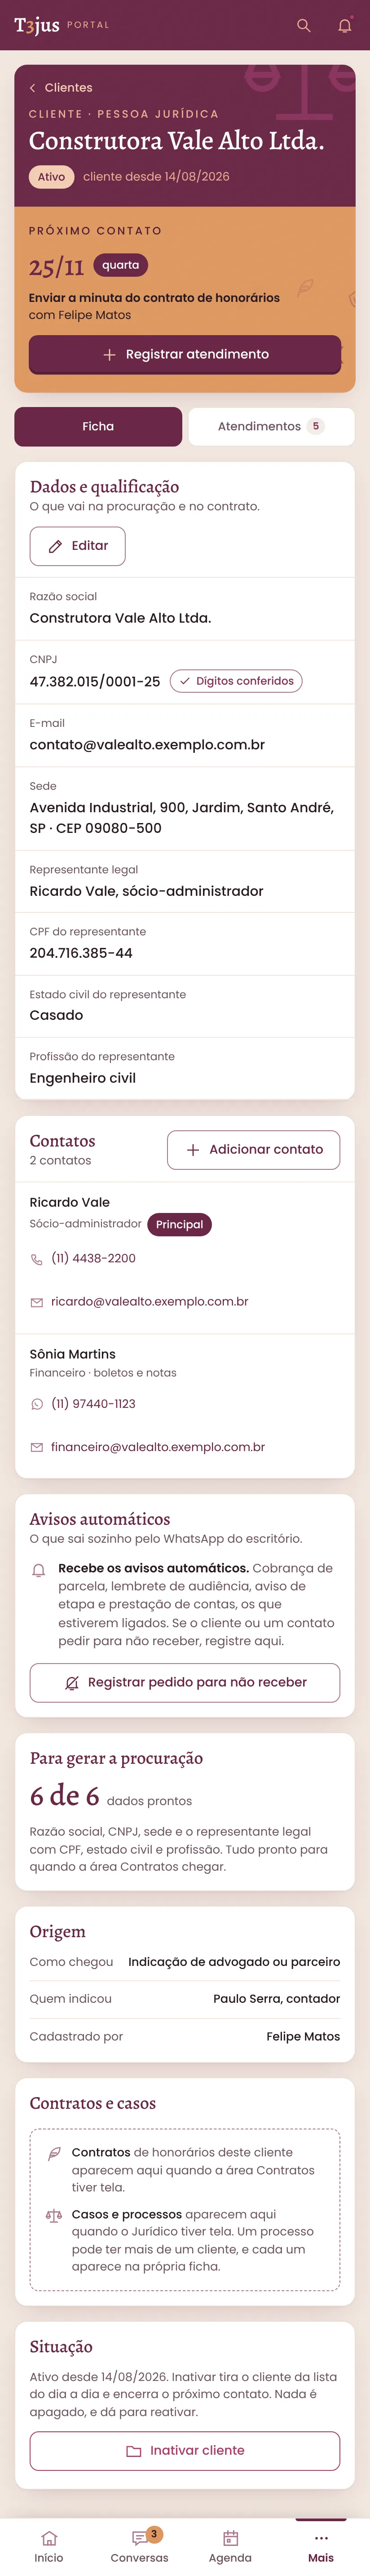 T3jus PORTAL
Clientes
CLIENTE · PESSOA JURÍDICA
Construtora Vale Alto Ltda.
Ativo cliente desde 14/08/2026
PRÓXIMO CONTATO
25/11 quarta
Enviar a minuta do contrato de honorários
com Felipe Matos
Registrar atendimento
Ficha
Atendimentos 5
Dados e qualificação
O que vai na procuração e no contrato.
Editar
Razão social
Construtora Vale Alto Ltda.
CNPJ
47.382.015/0001-25 Dígitos conferidos
E-mail
contato@valealto.exemplo.com.br
Sede
Avenida Industrial, 900, Jardim, Santo André,
SP · CEP 09080-500
Representante legal
Ricardo Vale, sócio-administrador
CPF do representante
204.716.385-44
Estado civil do representante
Casado
Profissão do representante
Engenheiro civil
Contatos
2 contatos
Adicionar contato
Ricardo Vale
Sócio-administrador Principal
(11) 4438-2200
ricardo@valealto.exemplo.com.br
Sônia Martins
Financeiro · boletos e notas
(11) 97440-1123
financeiro@valealto.exemplo.com.br
Avisos automáticos
O que sai sozinho pelo WhatsApp do escritório.
Recebe os avisos automáticos. Cobrança de
parcela, lembrete de audiência, aviso de
etapa e prestação de contas, os que
estiverem ligados. Se o cliente ou um contato
pedir para não receber, registre aqui.
Registrar pedido para não receber
Para gerar a procuração
6 de 6 dados prontos
Razão social, CNPJ, sede e o representante legal
com CPF, estado civil e profissão. Tudo pronto para
quando a área Contratos chegar.
Origem
Como chegou Indicação de advogado ou parceiro
Quem indicou Paulo Serra, contador
Cadastrado por Felipe Matos
Contratos e casos
Contratos de honorários deste cliente
aparecem aqui quando a área Contratos
tiver tela.
Casos e processos aparecem aqui
quando o Jurídico tiver tela. Um processo
pode ter mais de um cliente, e cada um
aparece na própria ficha.
Situação
Ativo desde 14/08/2026. Inativar tira o cliente da lista
do dia a dia e encerra o próximo contato. Nada é
apagado, e dá para reativar.
Inativar cliente
3
Início Conversas Agenda Mais